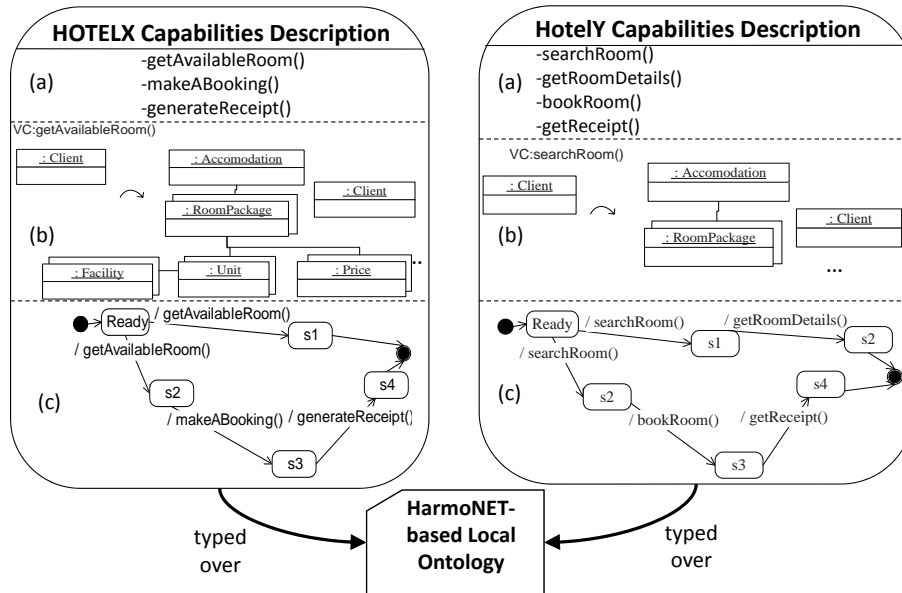 HOTELX Capabilities Description
(a)
-getAvailableRoom()
-makeABooking()
-generateReceipt()
VC:getAvailableRoom()
: Client
: Accomodation
: Client
: RoomPackage
(b)
: Facility
: Unit
: Price
..
/ getAvailableRoom()
Ready
s1
/ getAvailableRoom()
s4
s2
(c)
/ makeABooking()
/ generateReceipt()
s3
HotelY Capabilities Description
(a)
-searchRoom()
-getRoomDetails()
-bookRoom()
-getReceipt()
VC:searchRoom()
: Client
: Accomodation
: Client
(b)
: RoomPackage
...
/ getRoomDetails()
Ready
/ searchRoom()
s1
s2
/ searchRoom()
s4
s2
(c)
/ bookRoom()
/ getReceipt()
s3
typed
over
HarmoNET-
based Local
Ontology
typed
over